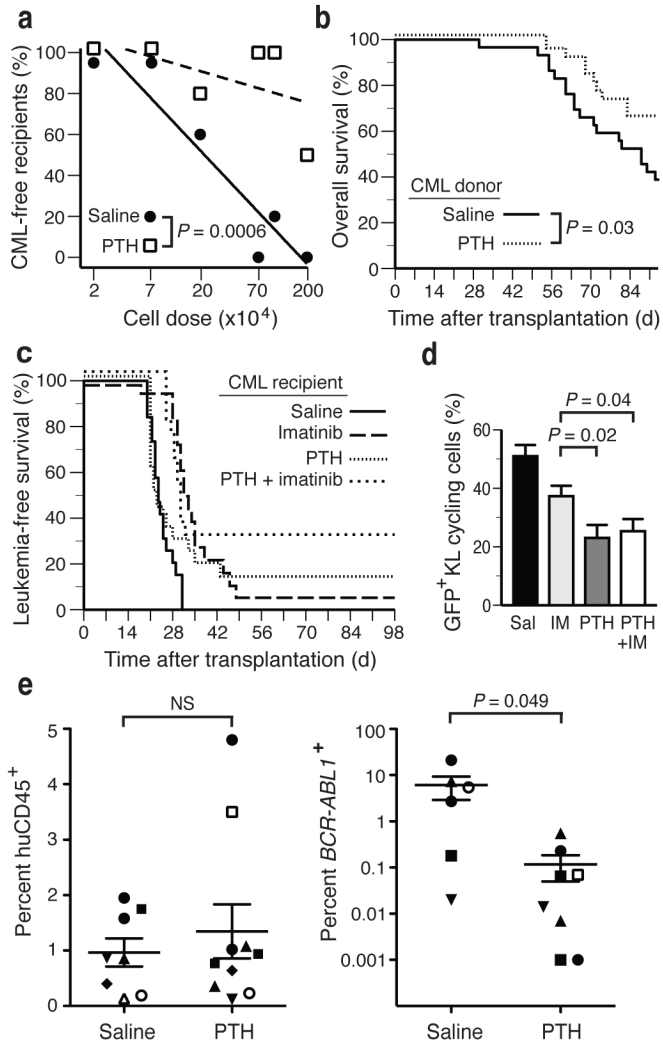 a
CML-free recipients (%)
100
80
60
40
20
0
Saline
PTH
P = 0.0006
2
7
20
70
200
Cell dose (x10⁴)
b
Overall survival (%)
100
80
60
40
20
0
CML donor
Saline
PTH
P = 0.03
0
14
28
42
56
70
84
Time after transplantation (d)
c
Leukemia-free survival (%)
100
80
60
40
20
0
CML recipient
Saline
Imatinib
PTH
PTH + imatinib
0
14
28
42
56
70
84
98
Time after transplantation (d)
d
GFP⁺KL cycling cells (%)
60
40
20
0
P = 0.04
P = 0.02
Sal
IM
PTH
PTH
+IM
e
Percent huCD45⁺
5
4
3
2
1
0
NS
Saline
PTH
Percent BCR-ABL1⁺
100
10
1
0.1
0.01
0.001
P = 0.049
Saline
PTH